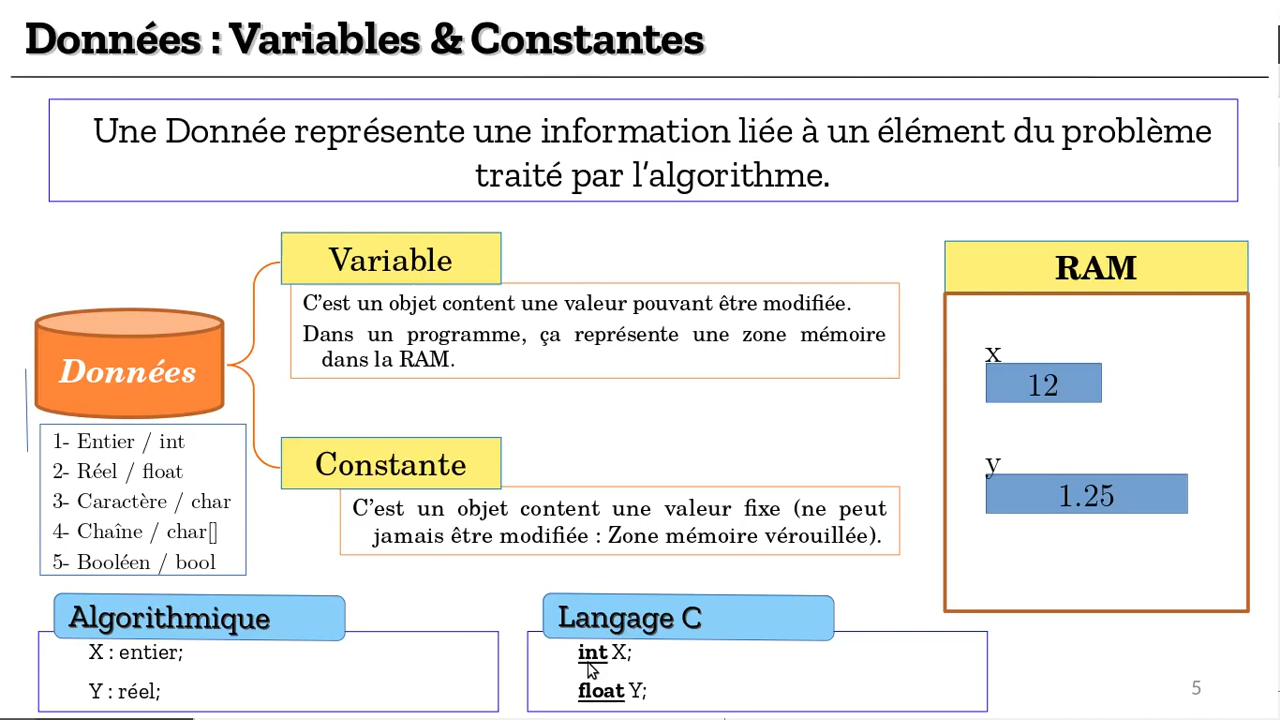 Données : Variables & Constantes
Une Donnée représente une information liée à un élément du problème
traité par l'algorithme.
Variable
C'est un objet content une valeur pouvant être modifiée.
Dans un programme, ça représente une zone mémoire
dans la RAM.
Données
1- Entier / int
2- Réel / float
3- Caractère / char
4- Chaîne / char[]
5- Booléen / bool
Constante
C'est un objet content une valeur fixe (ne peut
jamais être modifiée : Zone mémoire vérouillée).
RAM
x
12
y
1.25
Algorithmique
X : entier;
Y : réel;
Langage C
int X;
float Y;
5